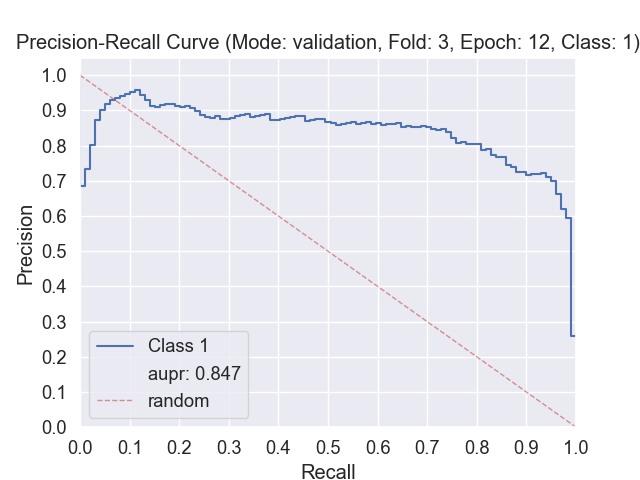 Precision-Recall Curve (Mode: validation, Fold: 3, Epoch: 12, Class: 1)
1.0
0.9
0.8
0.7
0.6
0.5
0.4
0.3
0.2
0.1
0.0
Precision
Class 1
aupr: 0.847
random
0.0 0.1 0.2 0.3 0.4 0.5 0.6 0.7 0.8 0.9 1.0
Recall